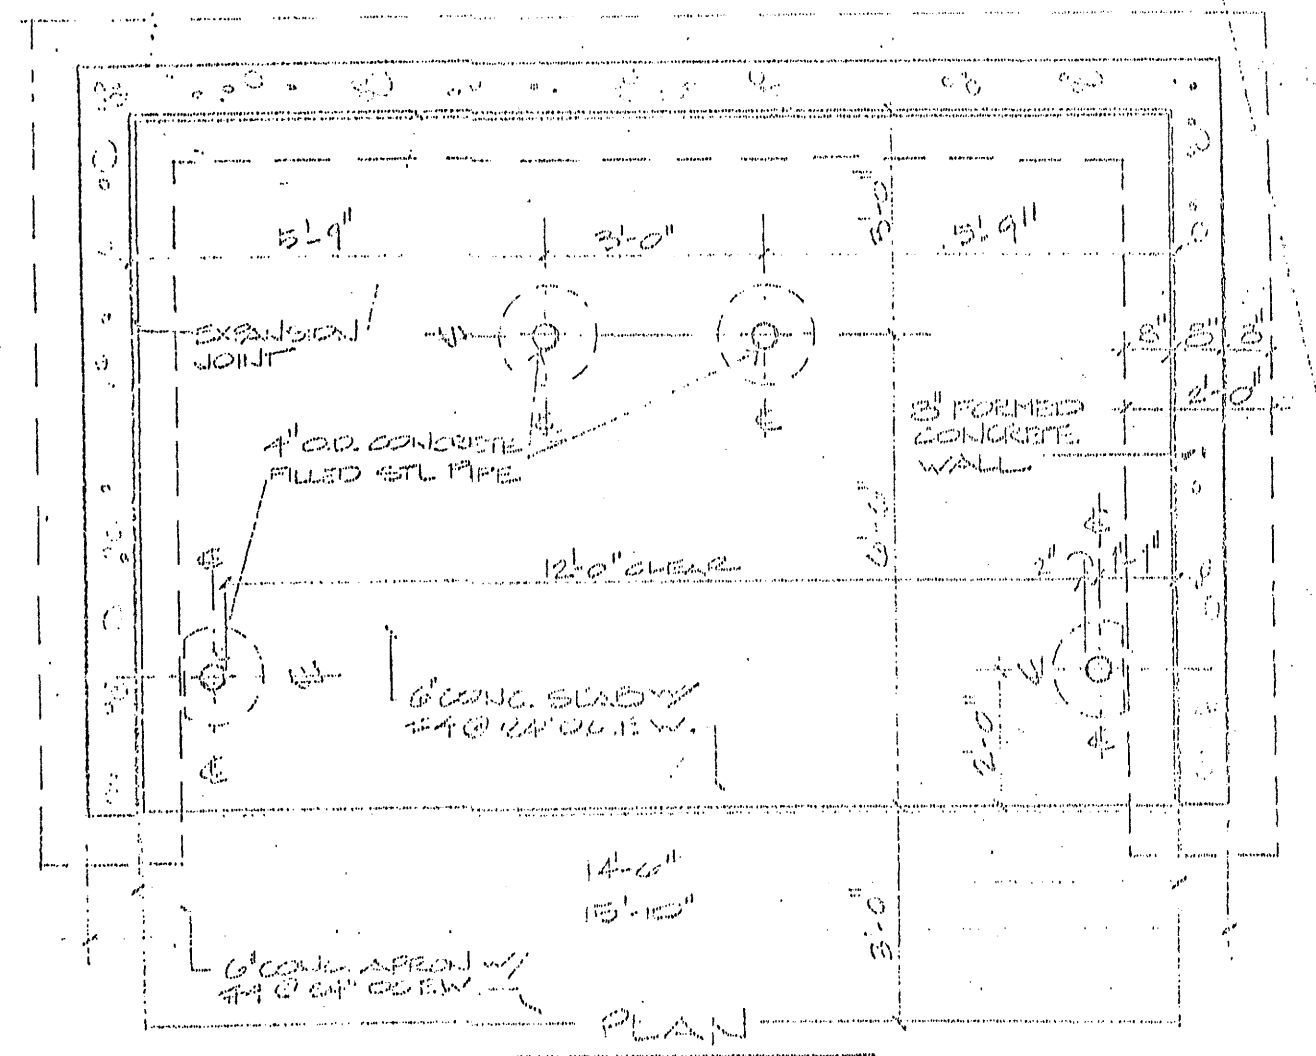 5'-9"
3'-0"
5'-9"
3'-0"
EXPANSION
JOINT
8" 8" 8"
2'-0"
8" FORMED
CONCRETE
WALL
4" O.D. CONCRETE
FILLED STL. PIPE
6'-0"
12'-0" CLEAR
2"
1'-1"
6" CONC. SLAB W/
#4 @ 24" O.C. E.W.
2'-0"
14'-6"
15'-10"
3'-0"
6" CONC. APRON W/
#4 @ 24" OC E.W.
PLAN